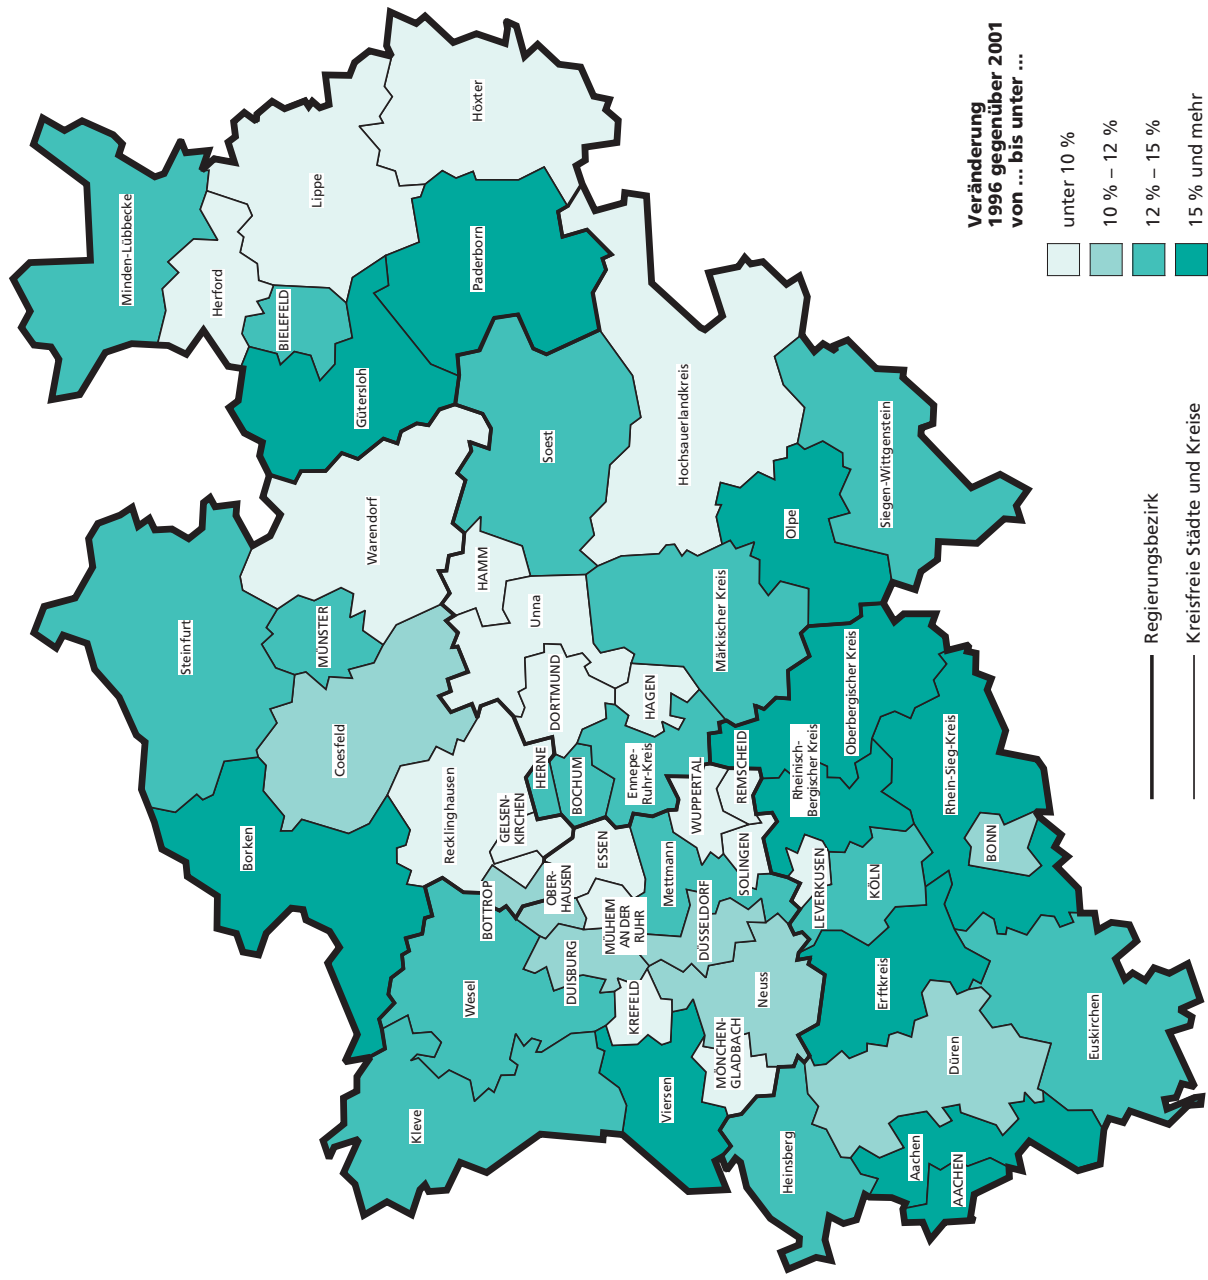 Minden-Lübbecke
Herford
Lippe
BIELEFELD
Höxter
Gütersloh
Paderborn
Steinfurt
MÜNSTER
Warendorf
Soest
Hochsauerlandkreis
Borken
Coesfeld
HAMM
Unna
Märkischer Kreis
Olpe
Siegen-Wittgenstein
Recklinghausen
GELSEN-
KIRCHEN
HERNE
DORTMUND
BOCHUM
HAGEN
Ennepe-
Ruhr-Kreis
BOTTROP
OBER-
HAUSEN
ESSEN
MÜLHEIM
AN DER
RUHR
Mettmann
WUPPERTAL
REMSCHEID
SOLINGEN
Rheinisch-
Bergischer Kreis
Oberbergischer Kreis
Rhein-Sieg-Kreis
Kleve
Wesel
DUISBURG
KREFELD
DÜSSELDORF
Neuss
LEVERKUSEN
KÖLN
BONN
Viersen
MÖNCHEN-
GLADBACH
Erftkreis
Heinsberg
Düren
Euskirchen
Aachen
AACHEN
Veränderung
1996 gegenüber 2001
von ... bis unter ...
unter 10 %
10 % – 12 %
12 % – 15 %
15 % und mehr
Regierungsbezirk
Kreisfreie Städte und Kreise